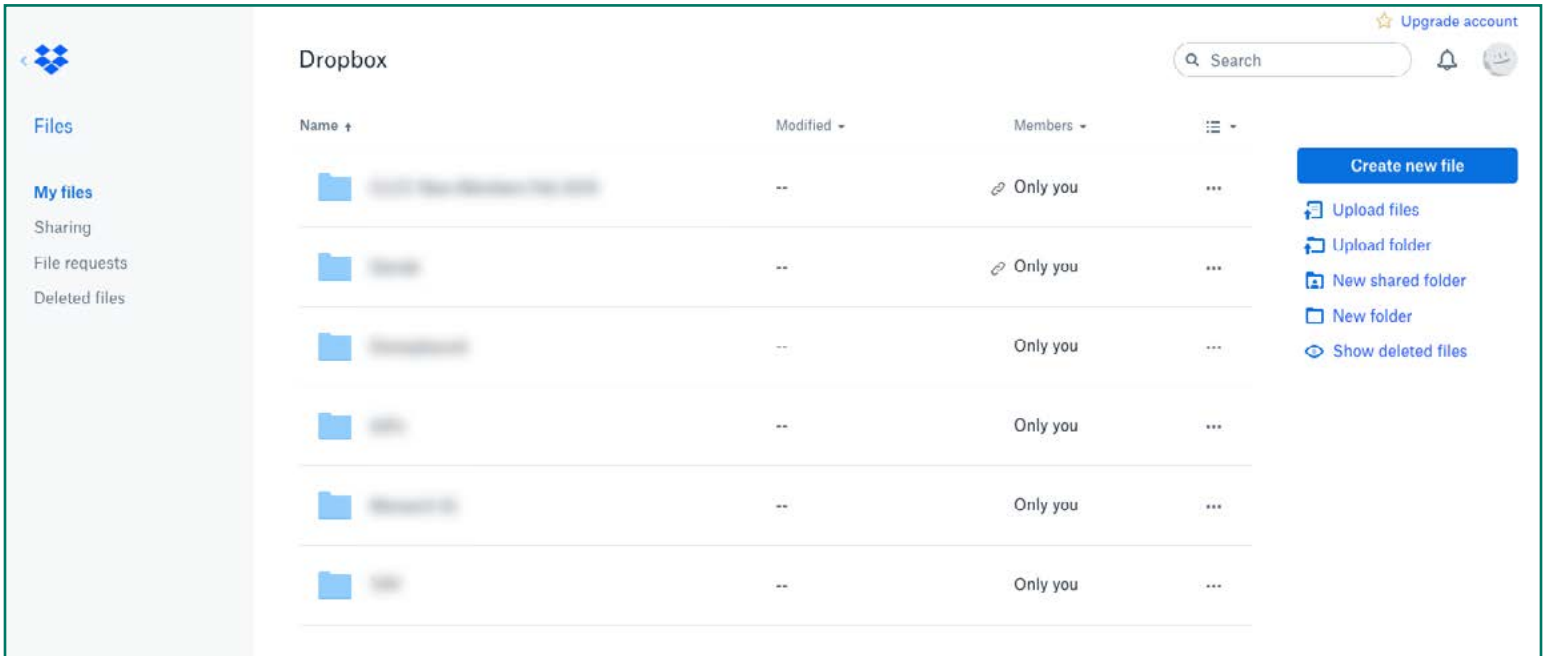 Upgrade account
Dropbox
Search
Files
My files
Sharing
File requests
Deleted files
Name
Modified
Members
-- Only you
-- Only you
-- Only you
-- Only you
-- Only you
-- Only you
Create new file
Upload files
Upload folder
New shared folder
New folder
Show deleted files